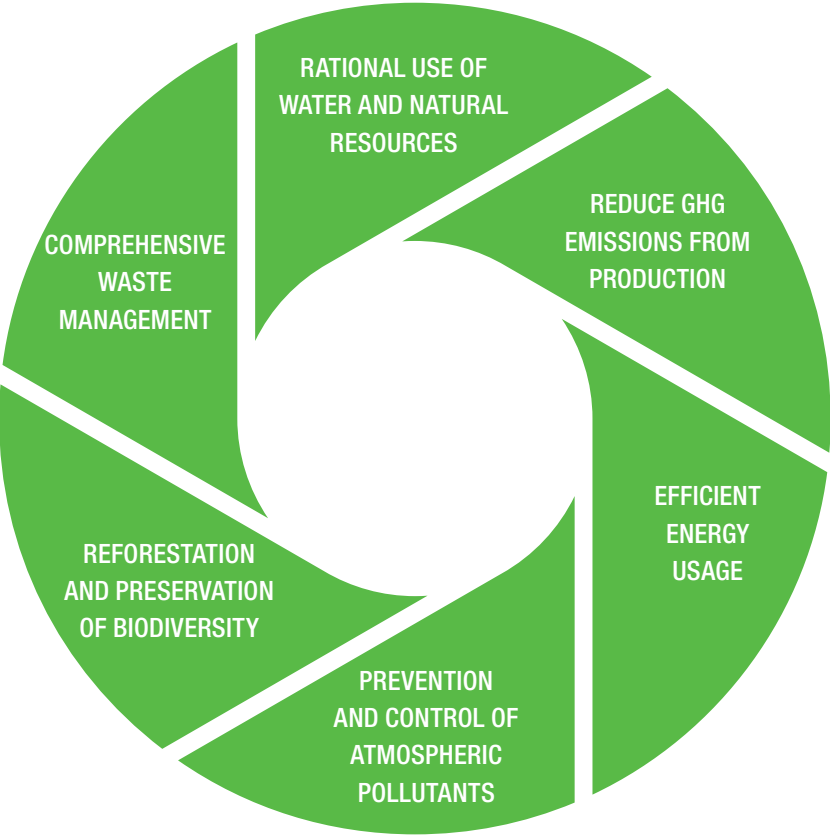 RATIONAL USE OF
WATER AND NATURAL
RESOURCES
REDUCE GHG
EMISSIONS FROM
PRODUCTION
EFFICIENT
ENERGY
USAGE
PREVENTION
AND CONTROL OF
ATMOSPHERIC
POLLUTANTS
REFORESTATION
AND PRESERVATION
OF BIODIVERSITY
COMPREHENSIVE
WASTE
MANAGEMENT